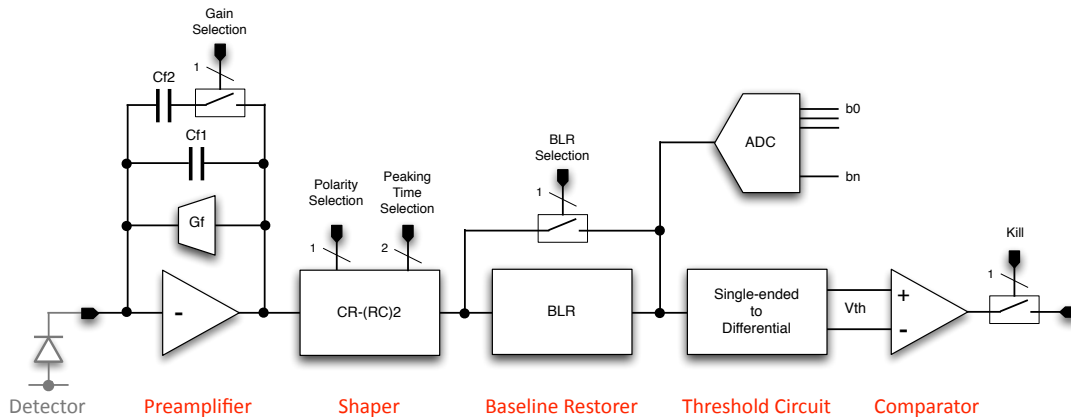 Gain
Selection
1
Cf2
Cf1
Gf
-
Polarity
Selection
1
Peaking
Time
Selection
2
CR-(RC)2
BLR
Selection
1
BLR
ADC
b0
bn
Single-ended
to
Differential
Vth
+
-
Kill
1
Detector
Preamplifier
Shaper
Baseline Restorer
Threshold Circuit
Comparator